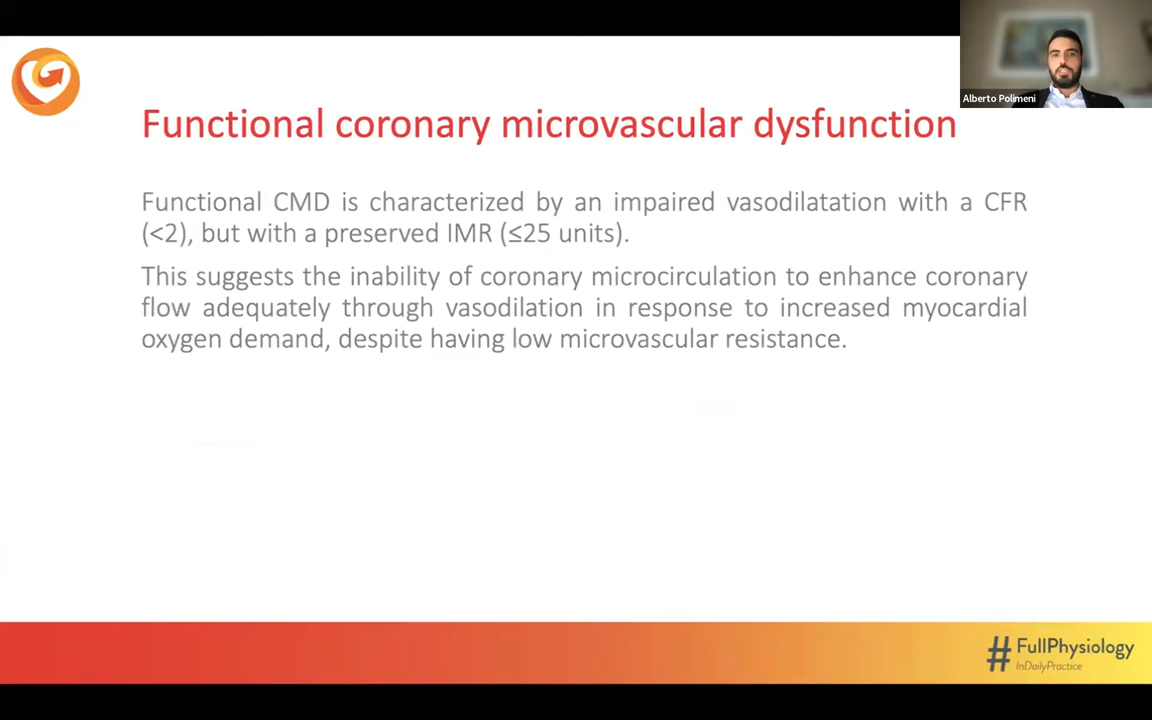 Alberto Polimeni
Functional coronary microvascular dysfunction
Functional CMD is characterized by an impaired vasodilatation with a CFR
(<2), but with a preserved IMR (≤25 units).
This suggests the inability of coronary microcirculation to enhance coronary
flow adequately through vasodilation in response to increased myocardial
oxygen demand, despite having low microvascular resistance.
#FullPhysiology
InDailyPractice